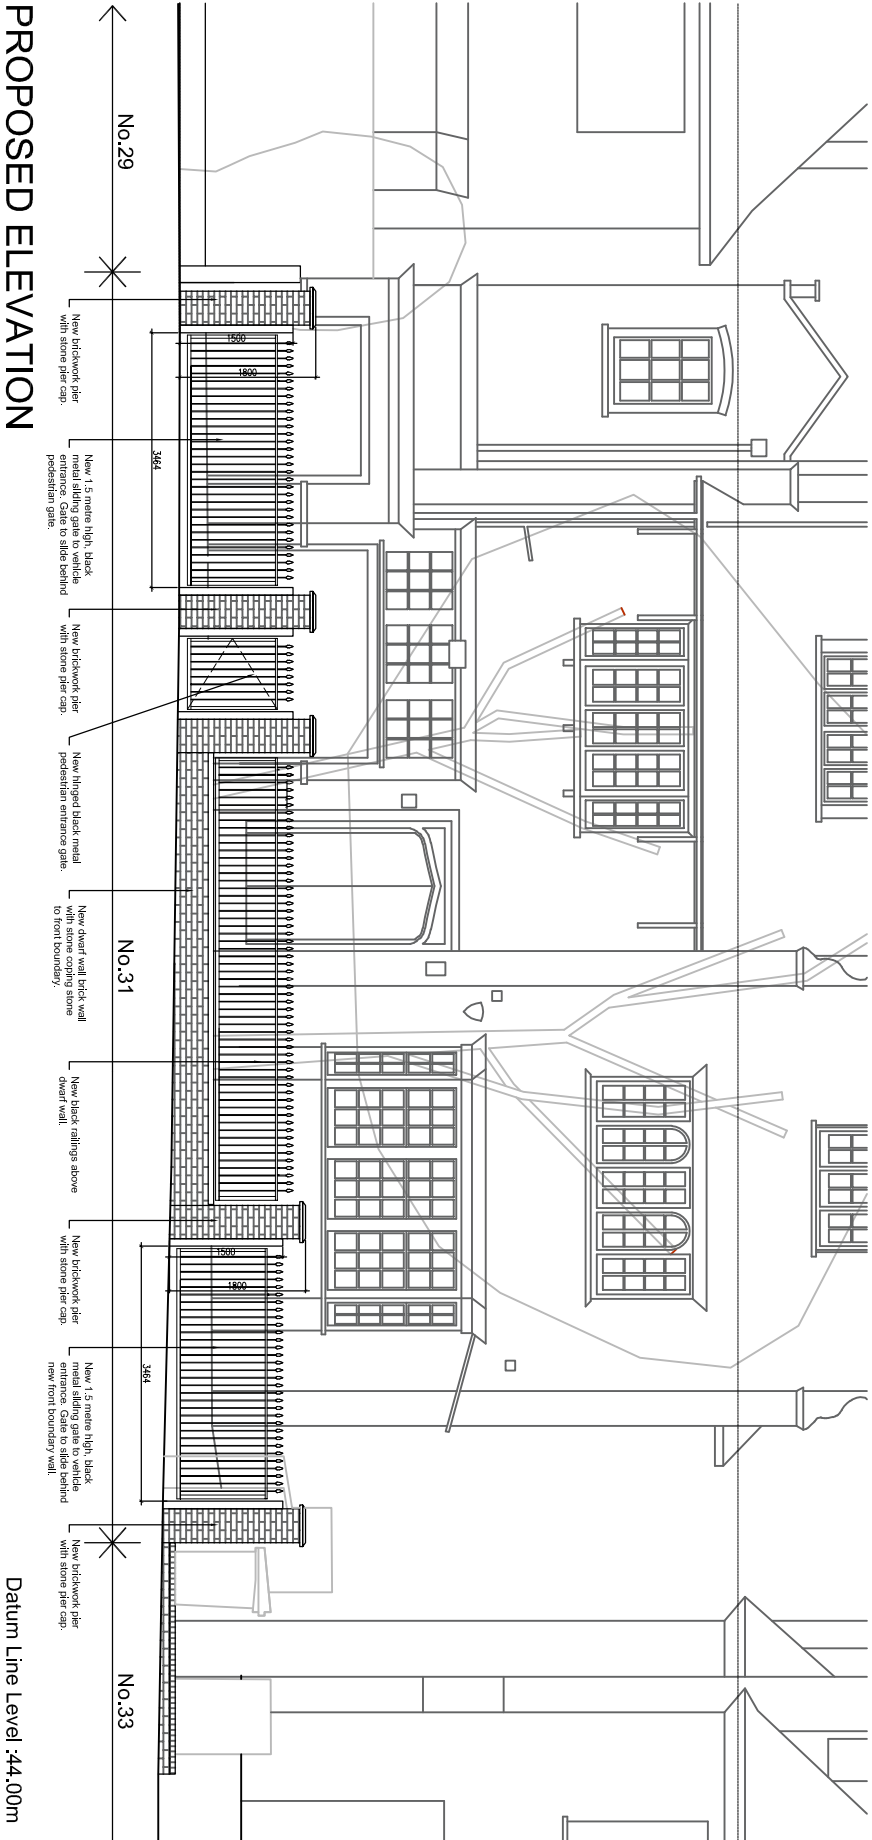 No.29
No.31
No.33
1500
1800
3464
1500
1800
3464
New brickwork pier
with stone pier cap.
New 1.5 metre high, black
metal sliding gate to vehicle
entrance. Gate to slide behind
pedestrian gate.
New brickwork pier
with stone pier cap.
New hinged black metal
pedestrian entrance gate.
New dwarf wall brick wall
with stone coping stone
to front boundary.
New black railings above
dwarf wall.
New brickwork pier
with stone pier cap.
New 1.5 metre high, black
metal sliding gate to vehicle
entrance. Gate to slide behind
new front boundary wall.
New brickwork pier
with stone pier cap.
PROPOSED ELEVATION
Datum Line Level :44.00m